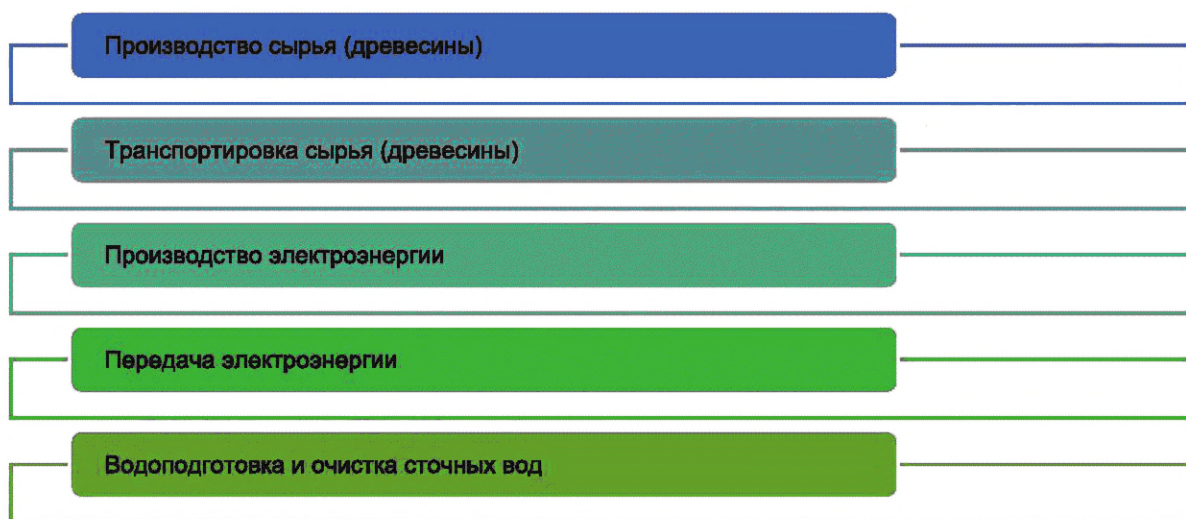 Производство сырья (древесины)
Транспортировка сырья (древесины)
Производство электроэнергии
Передача электроэнергии
Водоподготовка и очистка сточных вод